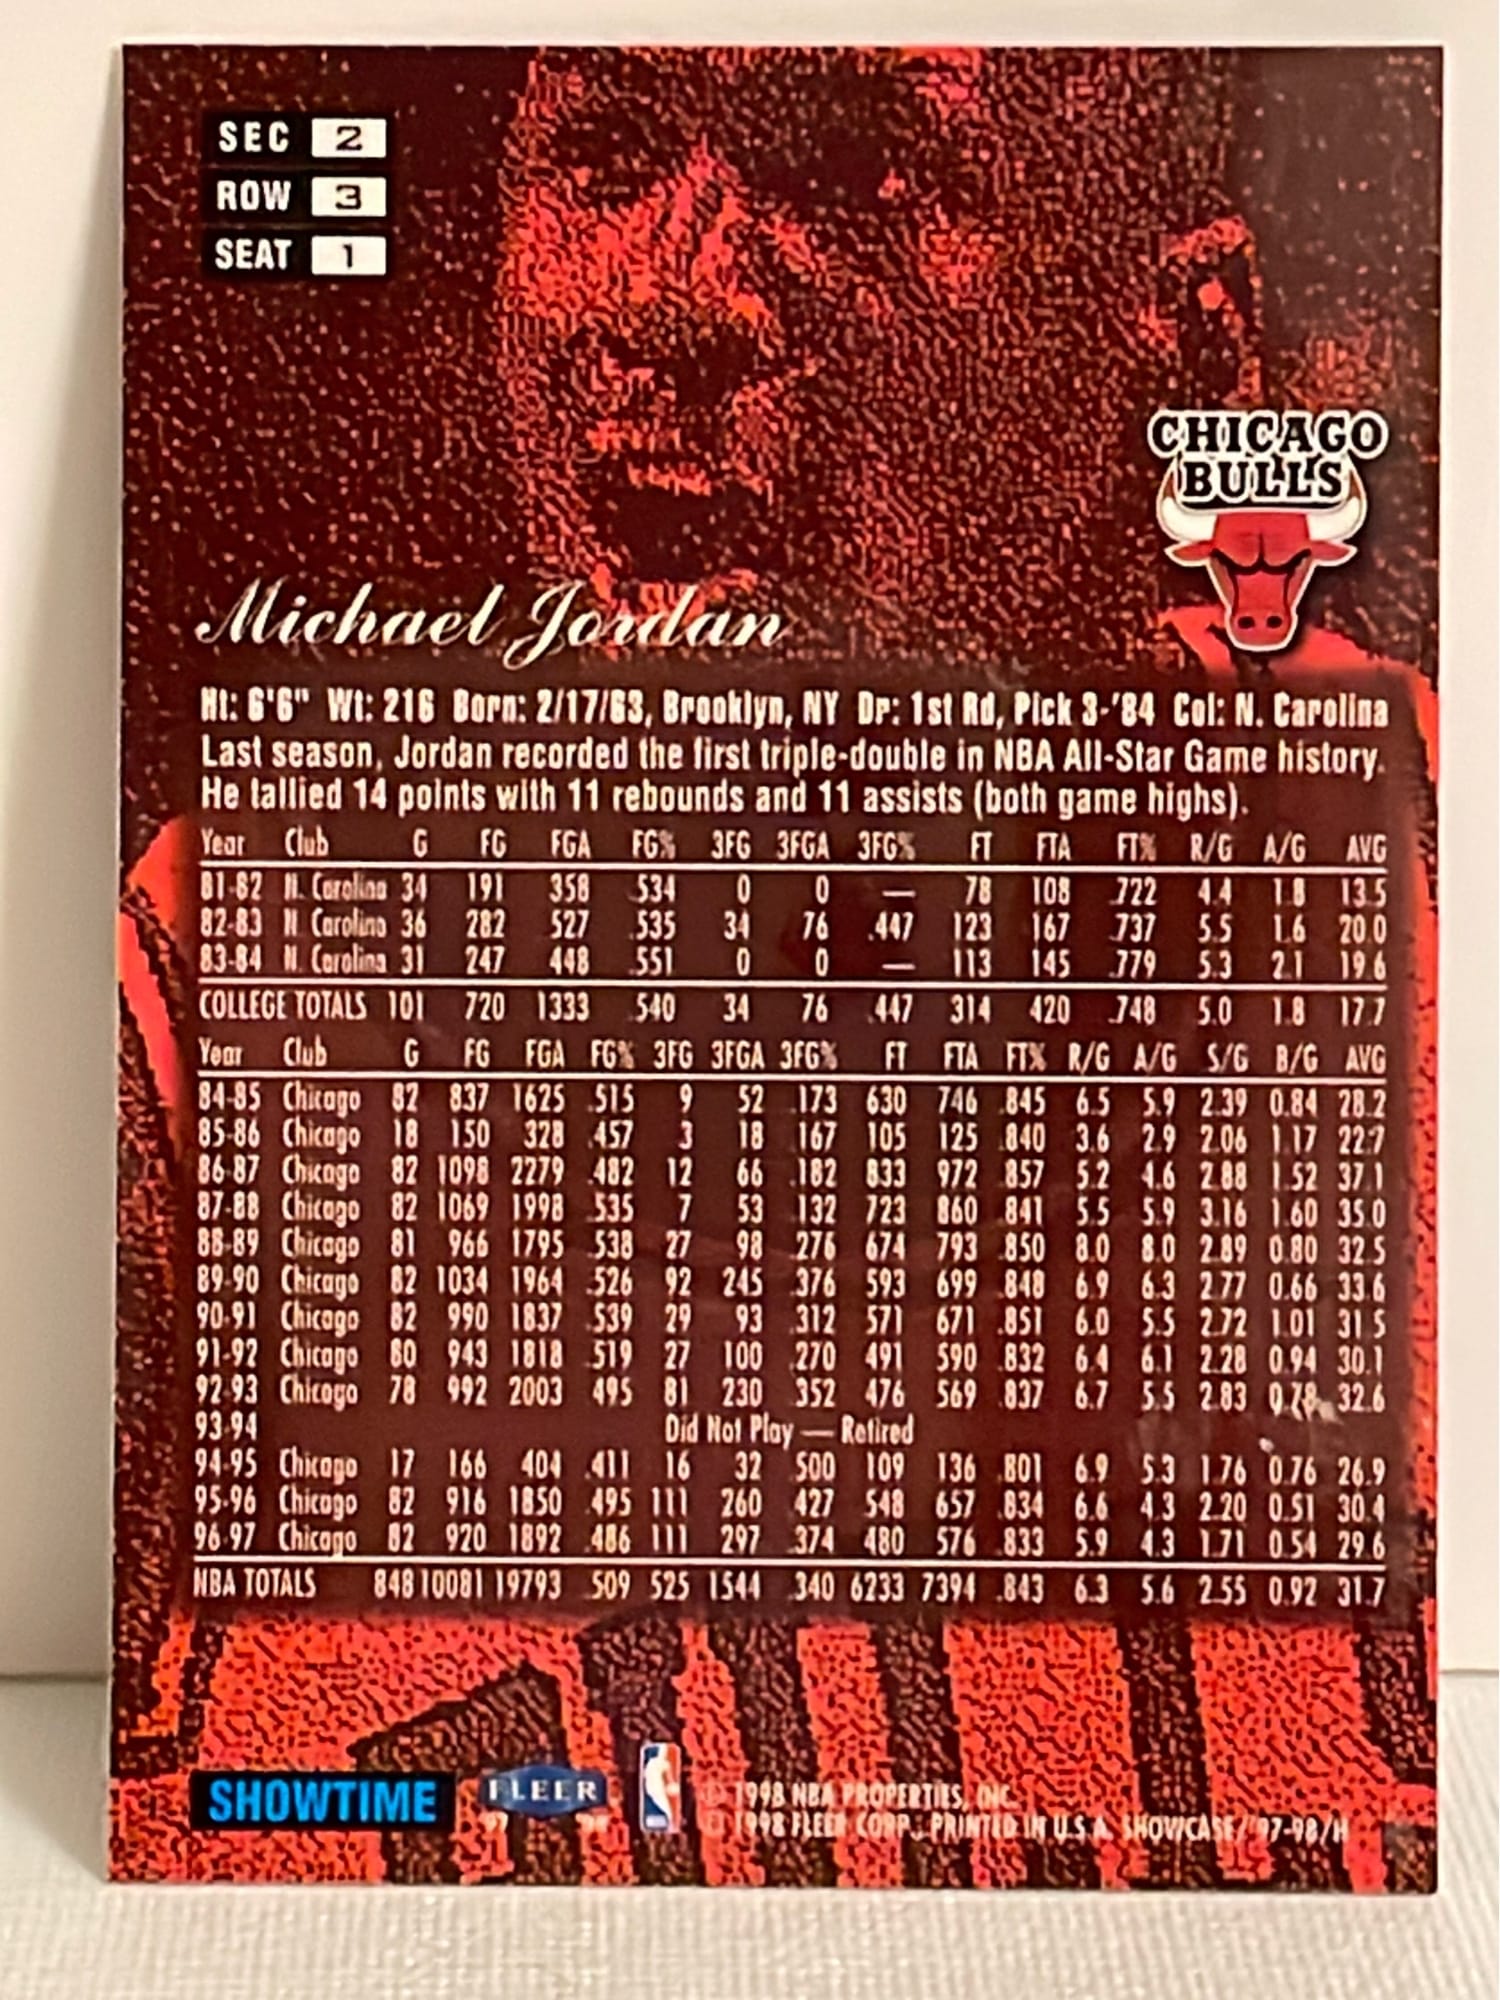 SEC 2
ROW 3
SEAT 1
CHICAGO
BULLS
Michael Jordan
Ht: 6'6" Wt: 216 Born: 2/17/63, Brooklyn, NY Dr: 1st Rd, Pick 3-'84 Col: N. Carolina
Last season, Jordan recorded the first triple-double in NBA All-Star Game history.
He tallied 14 points with 11 rebounds and 11 assists (both game highs).
Year Club G FG FGA FG% 3FG 3FGA 3FG% FT FTA FT% R/G A/G AVG
81-82 N. Carolina 34 191 358 .534 0 0 — 78 108 .722 4.4 1.8 13.5
82-83 N. Carolina 36 282 527 .535 34 76 .447 123 167 .737 5.5 1.6 20.0
83-84 N. Carolina 31 247 448 .551 0 0 — 113 145 .779 5.3 2.1 19.6
COLLEGE TOTALS 101 720 1333 .540 34 76 .447 314 420 .748 5.0 1.8 17.7
Year Club G FG FGA FG% 3FG 3FGA 3FG% FT FTA FT% R/G A/G S/G B/G AVG
84-85 Chicago 82 837 1625 .515 9 52 .173 630 746 .845 6.5 5.9 2.39 0.84 28.2
85-86 Chicago 18 150 328 .457 3 18 .167 105 125 .840 3.6 2.9 2.06 1.17 22.7
86-87 Chicago 82 1098 2279 .482 12 66 .182 833 972 .857 5.2 4.6 2.88 1.52 37.1
87-88 Chicago 82 1069 1998 .535 7 53 .132 723 860 .841 5.5 5.9 3.16 1.60 35.0
88-89 Chicago 81 966 1795 .538 27 98 .276 674 793 .850 8.0 8.0 2.89 0.80 32.5
89-90 Chicago 82 1034 1964 .526 92 245 .376 593 699 .848 6.9 6.3 2.77 0.66 33.6
90-91 Chicago 82 990 1837 .539 29 93 .312 571 671 .851 6.0 5.5 2.72 1.01 31.5
91-92 Chicago 80 943 1818 .519 27 100 .270 491 590 .832 6.4 6.1 2.28 0.94 30.1
92-93 Chicago 78 992 2003 .495 81 230 .352 476 569 .837 6.7 5.5 2.83 0.78 32.6
93-94 Did Not Play — Retired
94-95 Chicago 17 166 404 .411 16 32 .500 109 136 .801 6.9 5.3 1.76 0.76 26.9
95-96 Chicago 82 916 1850 .495 111 260 .427 548 657 .834 6.6 4.3 2.20 0.51 30.4
96-97 Chicago 82 920 1892 .486 111 297 .374 480 576 .833 5.9 4.3 1.71 0.54 29.6
NBA TOTALS 848 10081 19793 .509 525 1544 .340 6233 7394 .843 6.3 5.6 2.55 0.92 31.7
SHOWTIME FLEER 97 98
© 1998 NBA PROPERTIES, INC.
© 1998 FLEER CORP., PRINTED IN U.S.A. SHOWCASE/'97-98/H